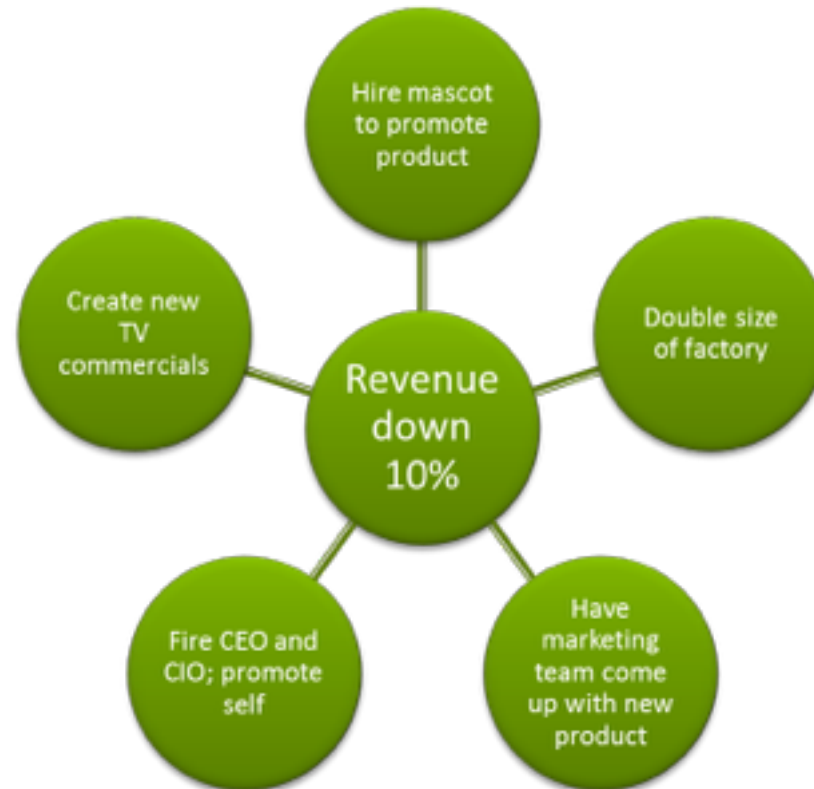 Hire mascot
to promote
product
Create new
TV
commercials
Double size
of factory
Revenue
down
10%
Fire CEO and
CIO; promote
self
Have
marketing
team come
up with new
product